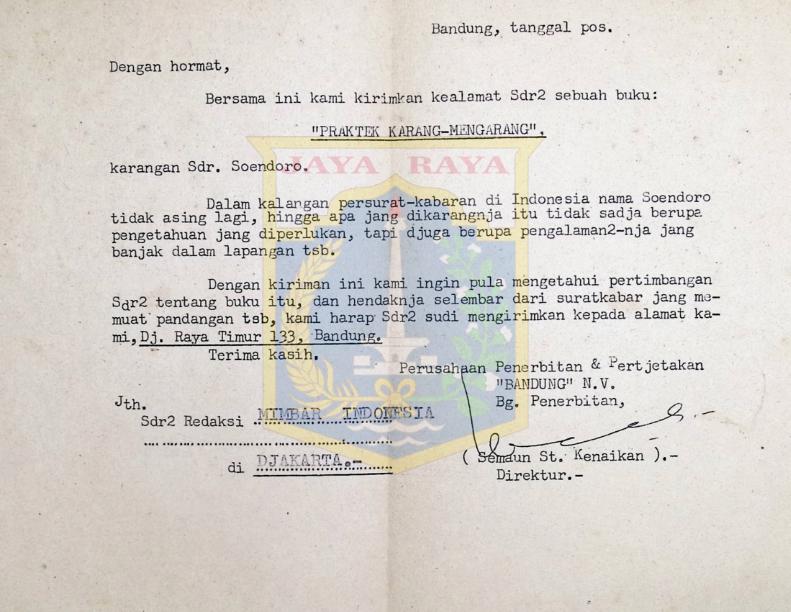 Bandung, tanggal pos.
Dengan hormat,
Bersama ini kami kirimkan kealamat Sdr2 sebuah buku:
"PRAKTEK KARANG-MENGARANG",
karangan Sdr. Soendoro.
JAYA RAYA
Dalam kalangan persurat-kabaran di Indonesia nama Soendoro
tidak asing lagi, hingga apa jang dikarangnja itu tidak sadja berupa
pengetahuan jang diperlukan, tapi djuga berupa pengalaman2-nja jang
banjak dalam lapangan tsb.
Dengan kiriman ini kami ingin pula mengetahui pertimbangan
Sdr2 tentang buku itu, dan hendaknja selembar dari suratkabar jang me-
muat pandangan tsb, kami harap Sdr2 sudi mengirimkan kepada alamat ka-
mi, Dj. Raya Timur 133, Bandung.
Terima kasih.
Perusahaan Penerbitan & Pertjetakan
"BANDUNG" N.V.
Bg. Penerbitan,
Jth.
Sdr2 Redaksi MIMBAR INDONESIA
di DJAKARTA.-
( Semaun St. Kenaikan ).-
Direktur.-